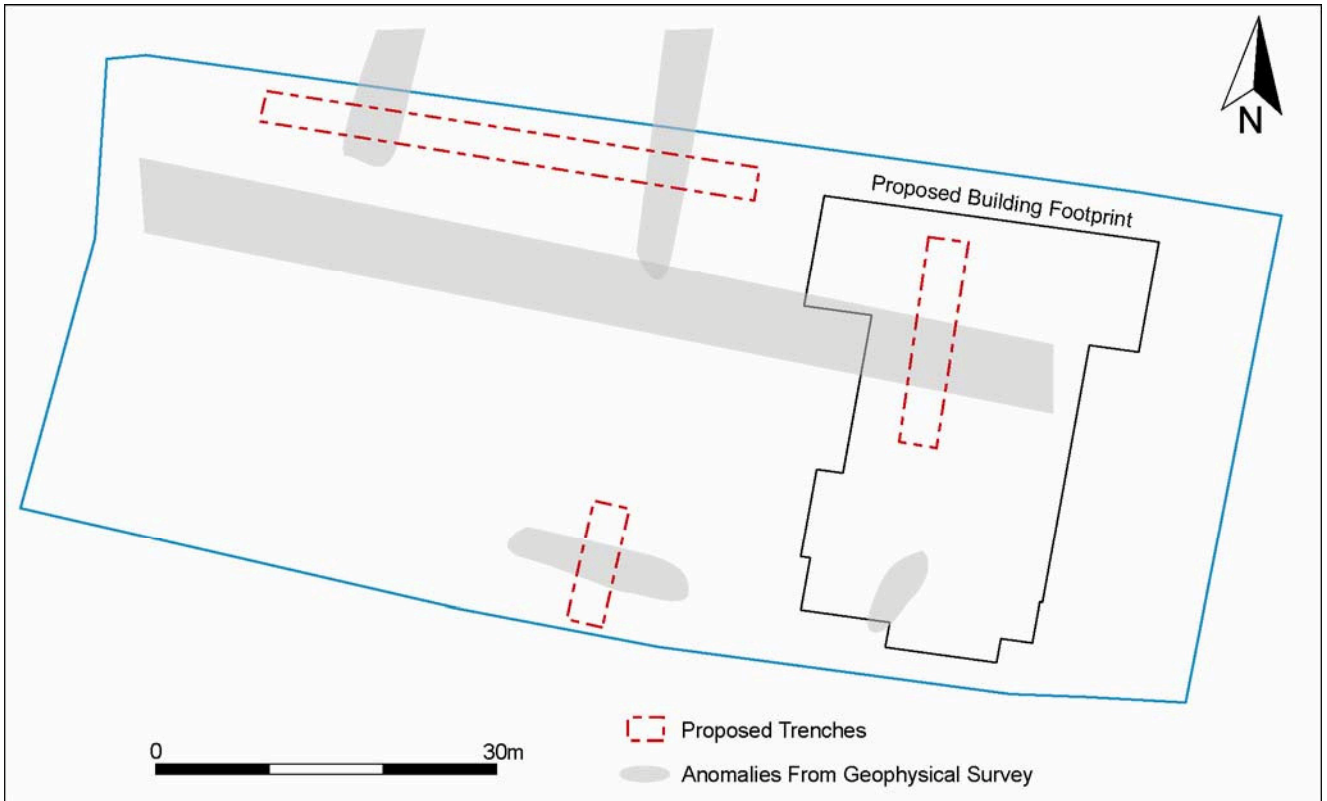 N
Proposed Building Footprint
0 30m
Proposed Trenches
Anomalies From Geophysical Survey